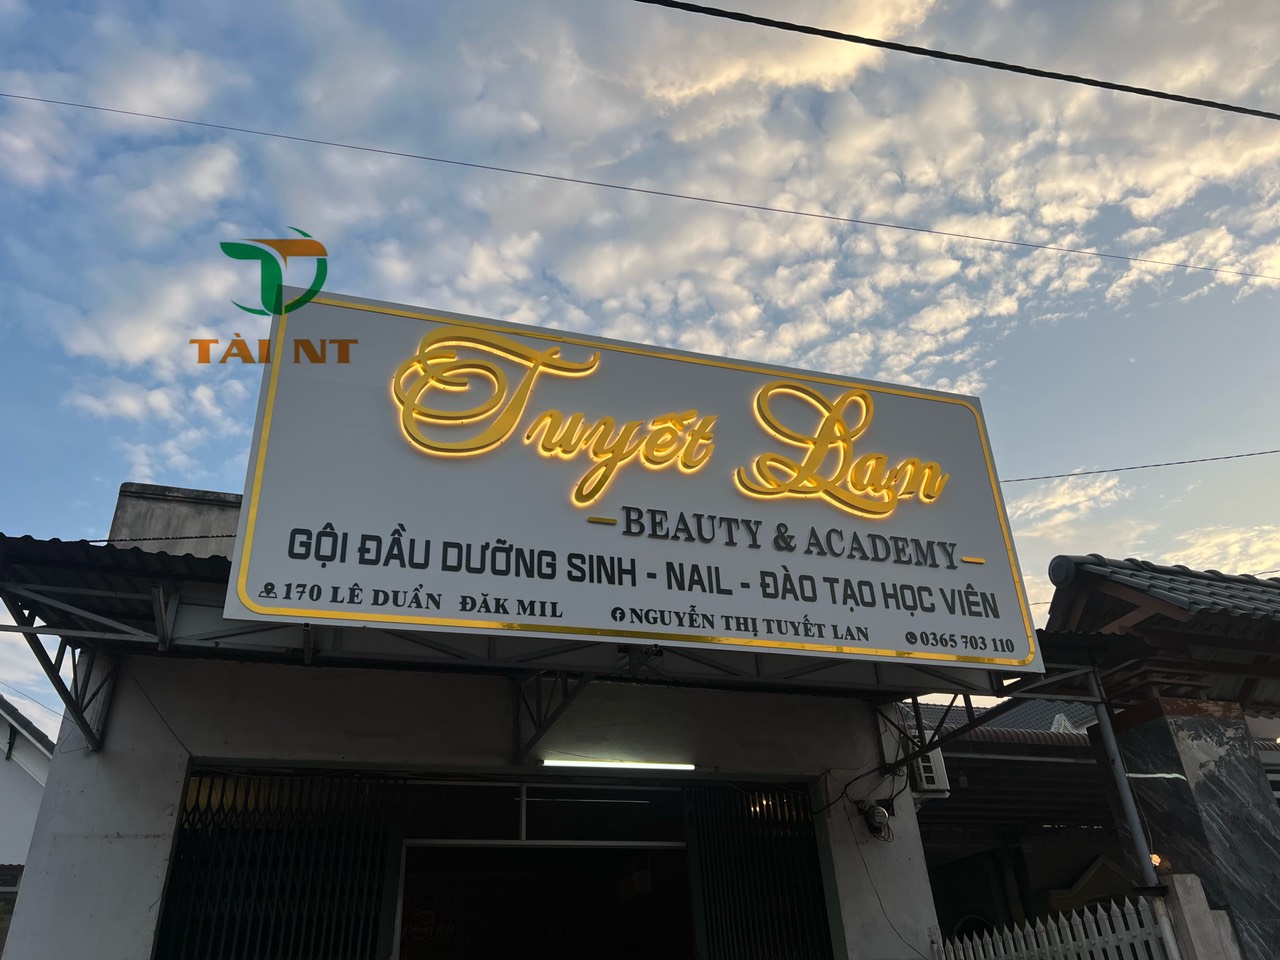 TÀI NT
Tuyết Lan
BEAUTY & ACADEMY
GỘI ĐẦU DƯỠNG SINH - NAIL - ĐÀO TẠO HỌC VIÊN
170 LÊ DUẨN ĐĂK MIL NGUYỄN THỊ TUYẾT LAN 0365 703 110